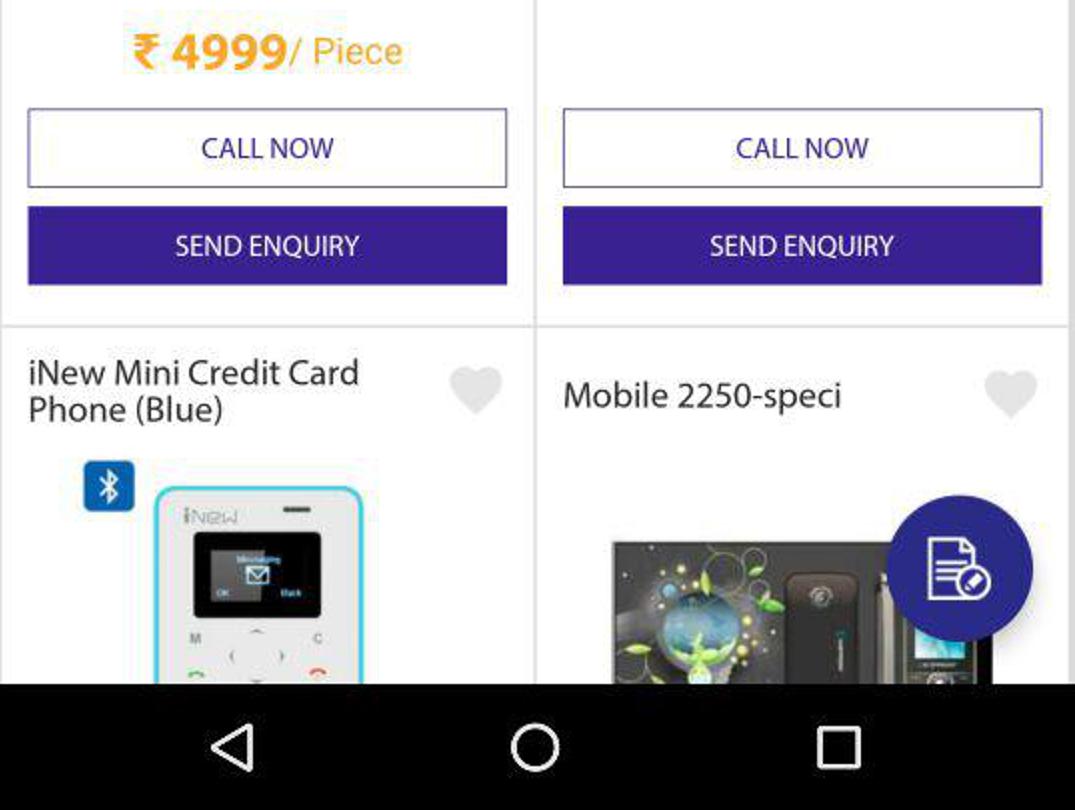 ₹ 4999/ Piece
CALL NOW
CALL NOW
SEND ENQUIRY
SEND ENQUIRY
iNew Mini Credit Card
Phone (Blue)
Mobile 2250-speci
iNew
Messaging
OK
Back
M
C